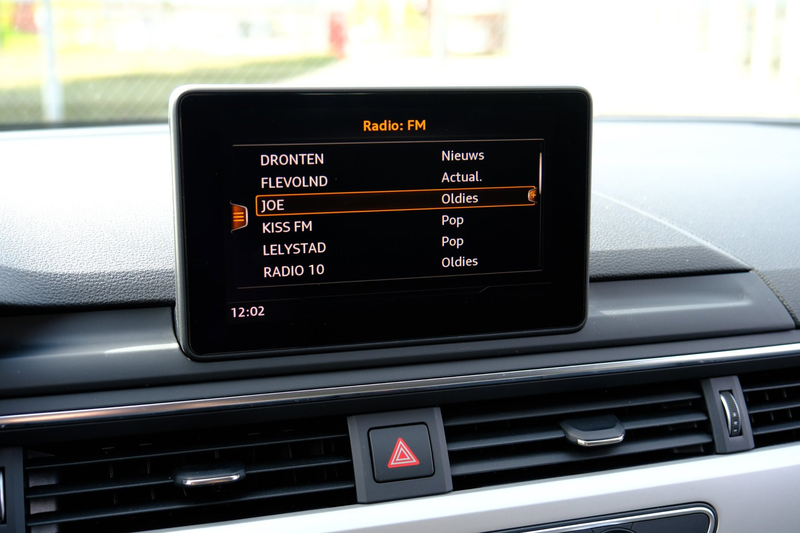 Radio: FM
DRONTEN Nieuws
FLEVOLND Actual.
JOE Oldies
KISS FM Pop
LELYSTAD Pop
RADIO 10 Oldies
12:02